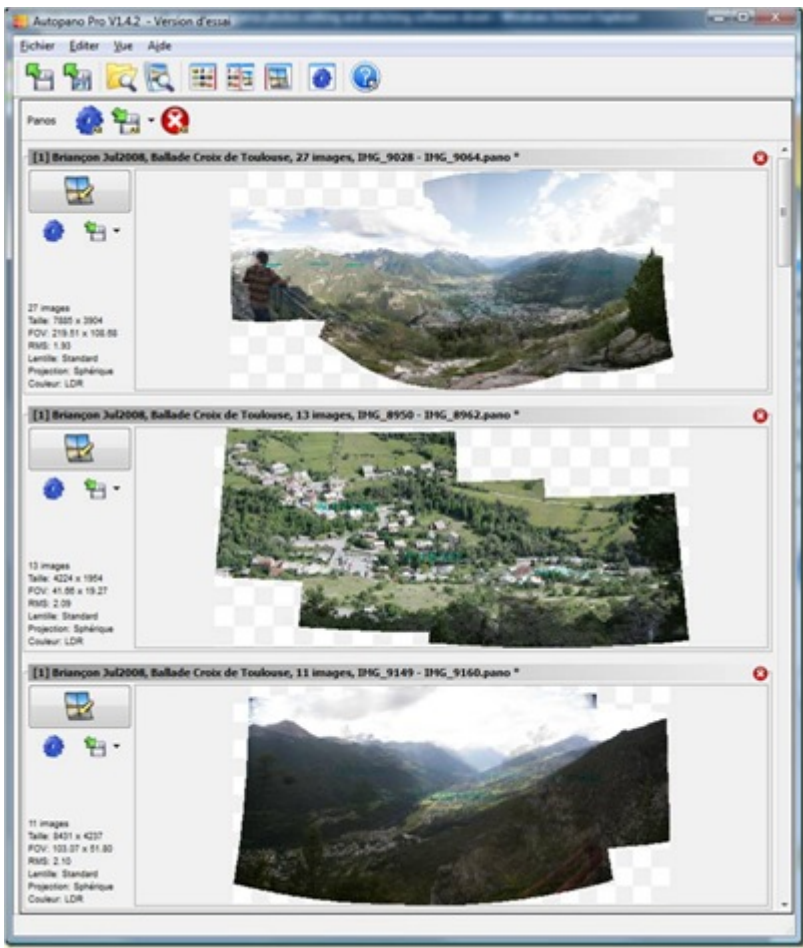 Autopano Pro V1.4.2 - Version d'essai
Fichier Editer Vue Aide
Panos
[1] Briançon Jul2008, Ballade Croix de Toulouse, 27 images, IMG_9028 - IMG_9064.pano *
27 images
Taille: 7885 x 3904
FOV: 219.51 x 108.68
RMS: 1.93
Lentille: Standard
Projection: Sphérique
Couleur: LDR
[1] Briançon Jul2008, Ballade Croix de Toulouse, 13 images, IMG_8950 - IMG_8962.pano *
13 images
Taille: 4224 x 1954
FOV: 41.66 x 19.27
RMS: 2.09
Lentille: Standard
Projection: Sphérique
Couleur: LDR
[1] Briançon Jul2008, Ballade Croix de Toulouse, 11 images, IMG_9149 - IMG_9160.pano *
11 images
Taille: 8431 x 4237
FOV: 103.07 x 51.80
RMS: 2.10
Lentille: Standard
Projection: Sphérique
Couleur: LDR